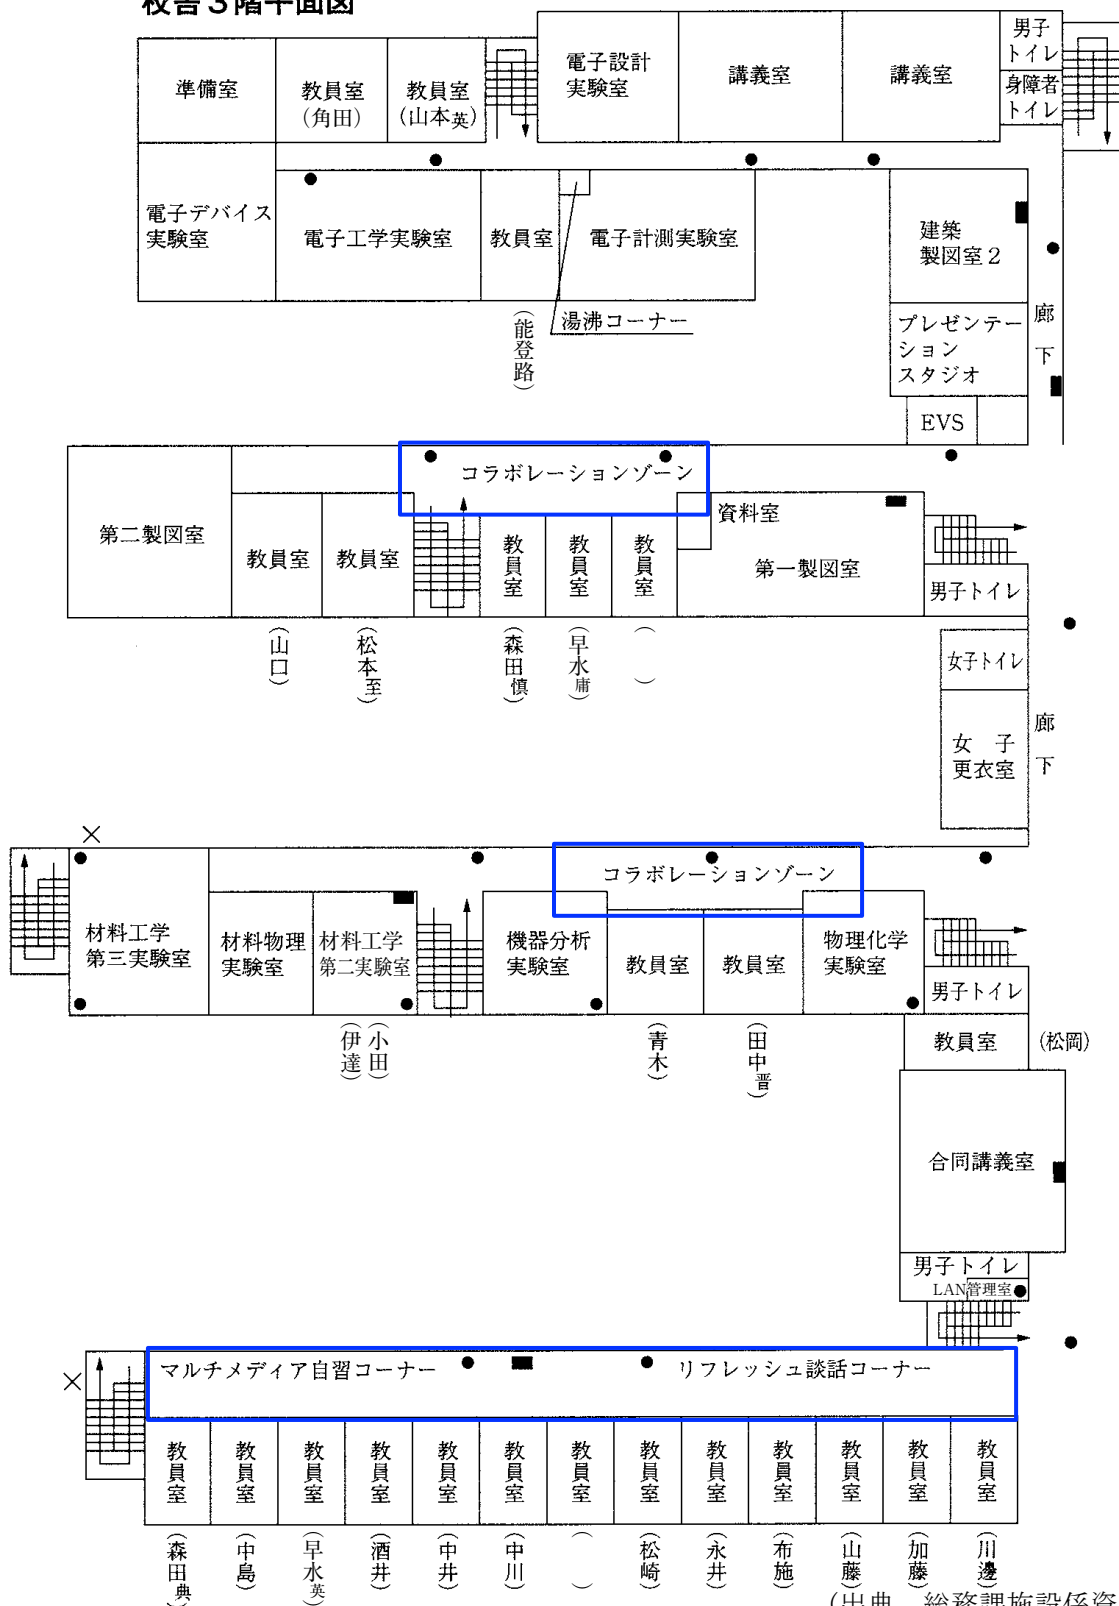 校舎3階平面図
準備室
教員室
(角田)
教員室
(山本英)
電子設計
実験室
講義室
講義室
男子
トイレ
身障者
トイレ
電子デバイス
実験室
電子工学実験室
教員室
(能登路)
電子計測実験室
湯沸コーナー
建築
製図室2
プレゼンテー
ション
スタジオ
廊下
EVS
コラボレーションゾーン
第二製図室
教員室
(山口)
教員室
(松本至)
教員室
(森田慎)
教員室
(早水庸)
教員室
( )
資料室
第一製図室
男子トイレ
女子トイレ
女子
更衣室
廊下
コラボレーションゾーン
材料工学
第三実験室
材料物理
実験室
材料工学
第二実験室
(小田)
(伊達)
機器分析
実験室
教員室
(青木)
教員室
(田中晋)
物理化学
実験室
男子トイレ
教員室
(松岡)
合同講義室
男子トイレ
LAN管理室
マルチメディア自習コーナー
リフレッシュ談話コーナー
教員室
(森田典)
教員室
(中島)
教員室
(早水英)
教員室
(酒井)
教員室
(中井)
教員室
(中川)
教員室
( )
教員室
(松崎)
教員室
(永井)
教員室
(布施)
教員室
(山藤)
教員室
(加藤)
教員室
(川邊)
(出典 総務課施設係資